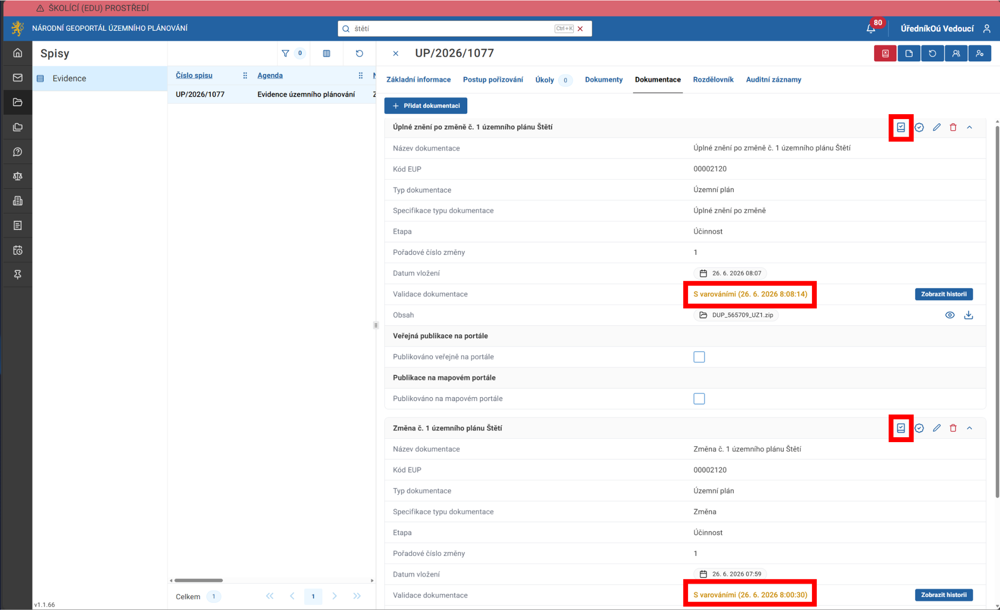 ŠKOLÍCÍ (EDU) PROSTŘEDÍ
NÁRODNÍ GEOPORTÁL ÚZEMNÍHO PLÁNOVÁNÍ
štětí
Ctrl+K
80
ÚředníkOú Vedoucí
Spisy
0
UP/2026/1077
Evidence
Číslo spisu
Agenda
UP/2026/1077
Evidence územního plánování
Základní informace
Postup pořizování
Úkoly 0
Dokumenty
Dokumentace
Rozdělovník
Auditní záznamy
Přidat dokumentaci
Úplné znění po změně č. 1 územního plánu Štětí
Název dokumentace
Úplné znění po změně č. 1 územního plánu Štětí
Kód EUP
00002120
Typ dokumentace
Územní plán
Specifikace typu dokumentace
Úplné znění po změně
Etapa
Účinnost
Pořadové číslo změny
1
Datum vložení
26. 6. 2026 08:07
Validace dokumentace
S varováními (26. 6. 2026 8:08:14)
Zobrazit historii
Obsah
DUP_565709_UZ1.zip
Veřejná publikace na portále
Publikováno veřejně na portále
Publikace na mapovém portále
Publikováno na mapovém portále
Změna č. 1 územního plánu Štětí
Název dokumentace
Změna č. 1 územního plánu Štětí
Kód EUP
00002120
Typ dokumentace
Územní plán
Specifikace typu dokumentace
Změna
Etapa
Účinnost
Pořadové číslo změny
1
Datum vložení
26. 6. 2026 07:59
Validace dokumentace
S varováními (26. 6. 2026 8:00:30)
Zobrazit historii
Celkem 1
1
v1.1.66